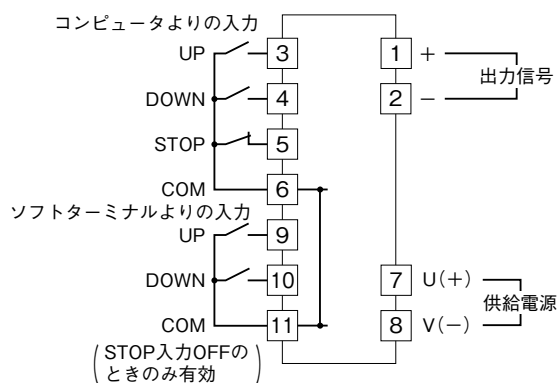 コンピュータよりの入力
UP 3
DOWN 4
STOP 5
COM 6
ソフトターミナルよりの入力
UP 9
DOWN 10
COM 11
(STOP入力OFFの
ときのみ有効)
1 +
2 −
出力信号
7 U(+)
8 V(−)
供給電源